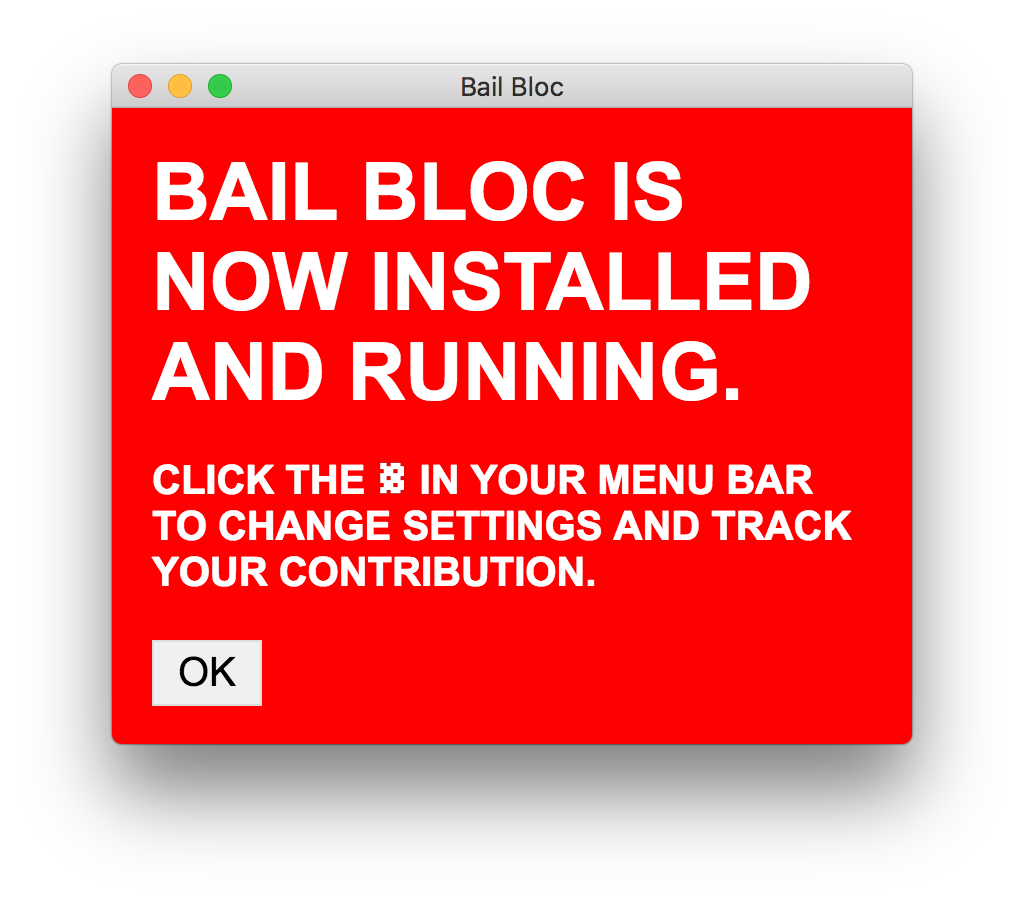 Bail Bloc
BAIL BLOC IS
NOW INSTALLED
AND RUNNING.
CLICK THE IN YOUR MENU BAR
TO CHANGE SETTINGS AND TRACK
YOUR CONTRIBUTION.
OK